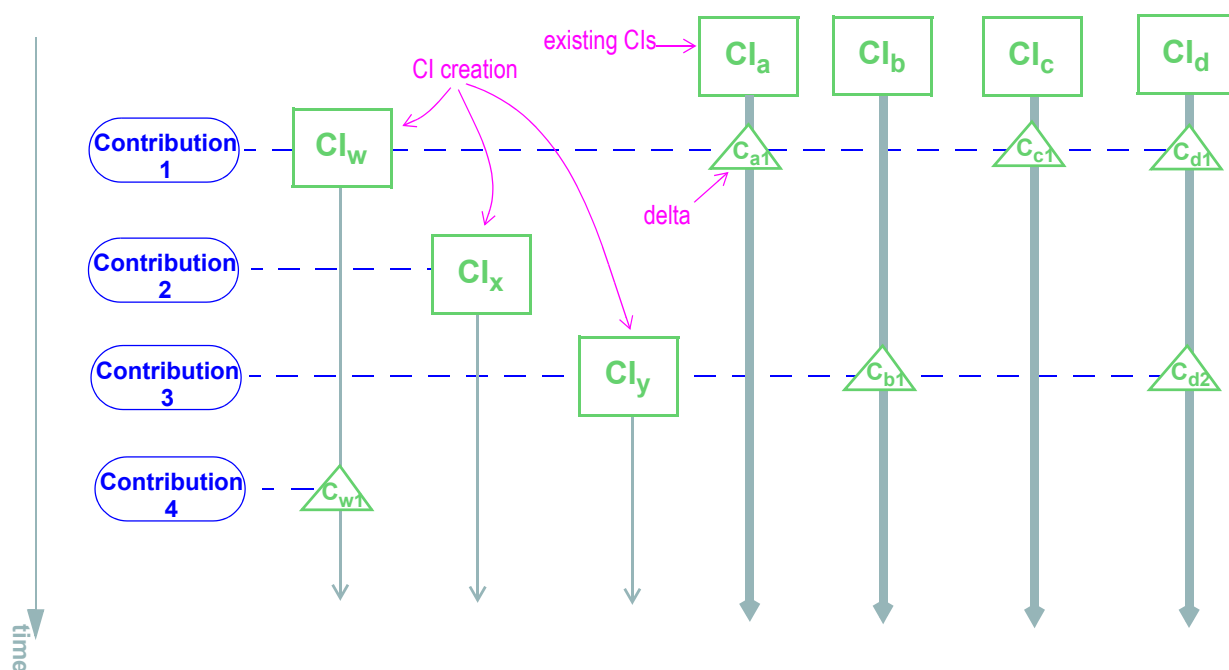 existing CIs
CIa
CIb
CIc
CId
CI creation
Contribution
1
CIw
Ca1
Cc1
Cd1
delta
Contribution
2
CIx
Contribution
3
CIy
Cb1
Cd2
Contribution
4
Cw1
time